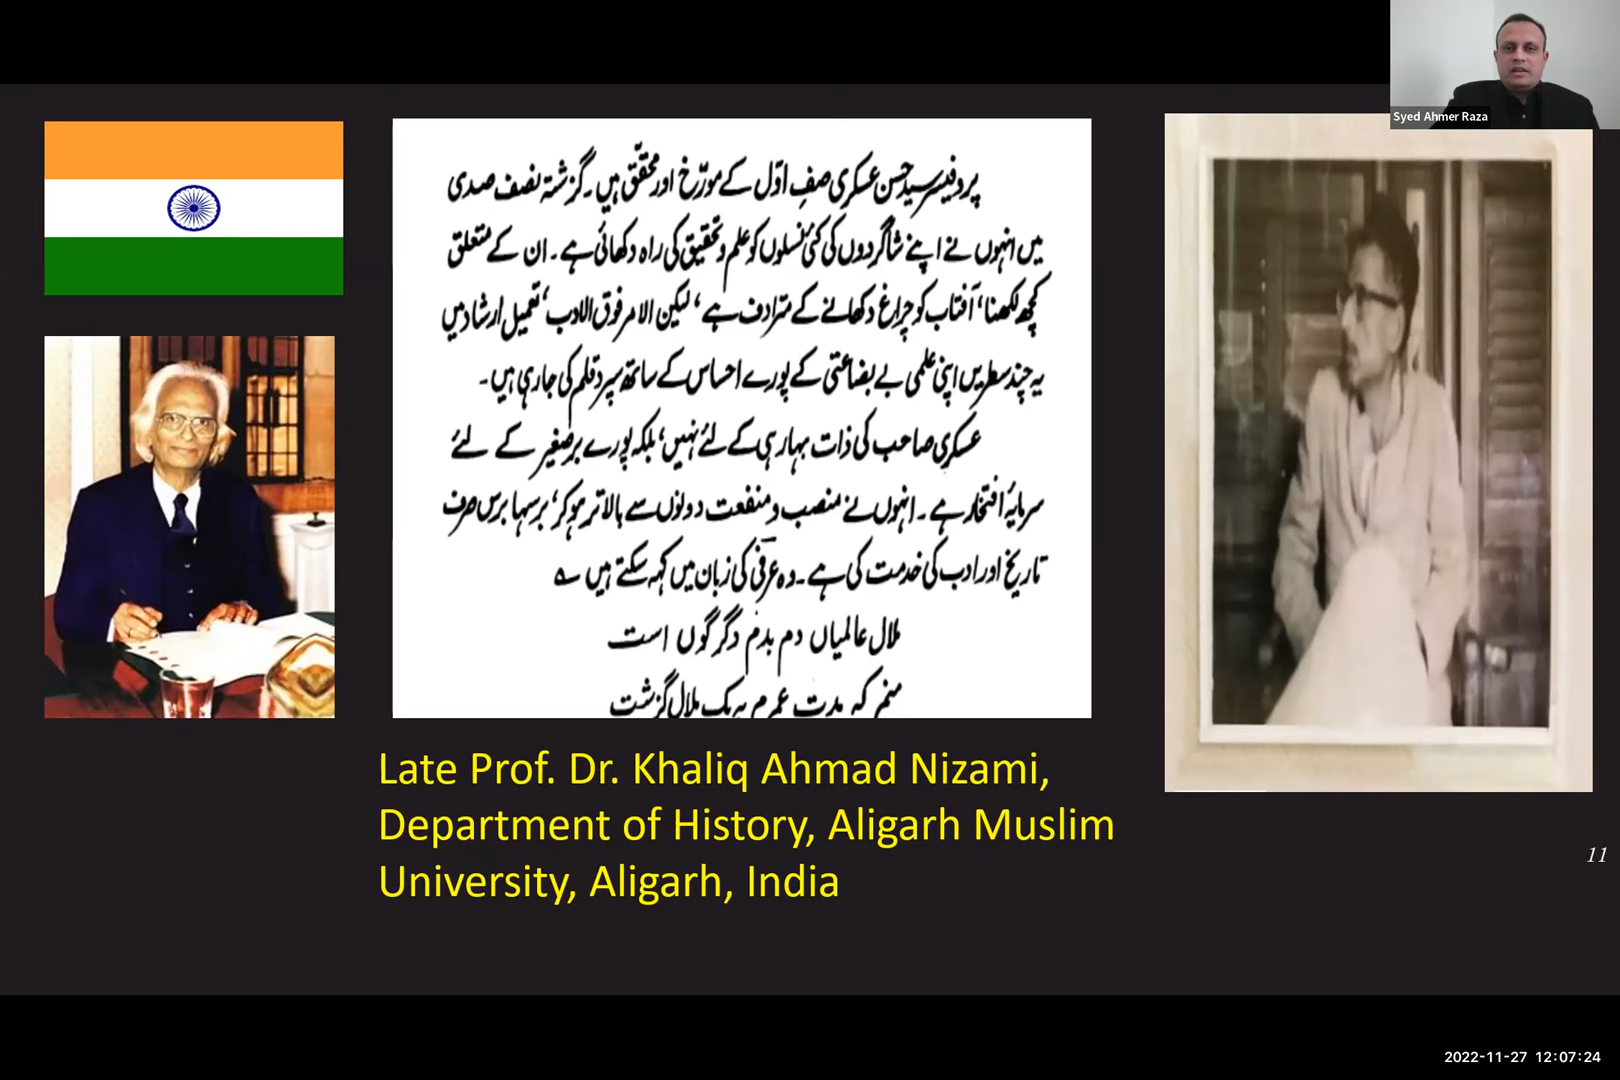 Syed Ahmer Raza
پروفیسر سید حسن عسکری صفِ اوّل کے مورّخ اور محقّق ہیں۔ گزشتہ نصف صدی
میں انہوں نے اپنے شاگردوں کی کئی نسلوں کو علم و تحقیق کی راہ دکھائی ہے۔ ان کے متعلق
کچھ لکھنا، آفتاب کو چراغ دکھانے کے مترادف ہے، لیکن الامر فوق الادب، تعمیل ارشاد میں
یہ چند سطریں اپنی علمی بے بضاعتی کے پورے احساس کے ساتھ سپرد قلم کی جارہی ہیں۔
عسکری صاحب کی ذات بہار ہی کے لئے نہیں، بلکہ پورے برصغیر کے لئے
سرمایۂ افتخار ہے۔ انہوں نے منصب و منفعت دونوں سے بالاتر ہوکر، برسہا برس صرف
تاریخ اور ادب کی خدمت کی ہے۔ وہ عرفی کی زبان میں کہہ سکتے ہیں ؎
ملال عالمیاں دم بدم دگرگوں است
منم کہ مدت عمرم بہ یک ملال گزشت
Late Prof. Dr. Khaliq Ahmad Nizami,
Department of History, Aligarh Muslim
University, Aligarh, India
11
2022-11-27 12:07:24